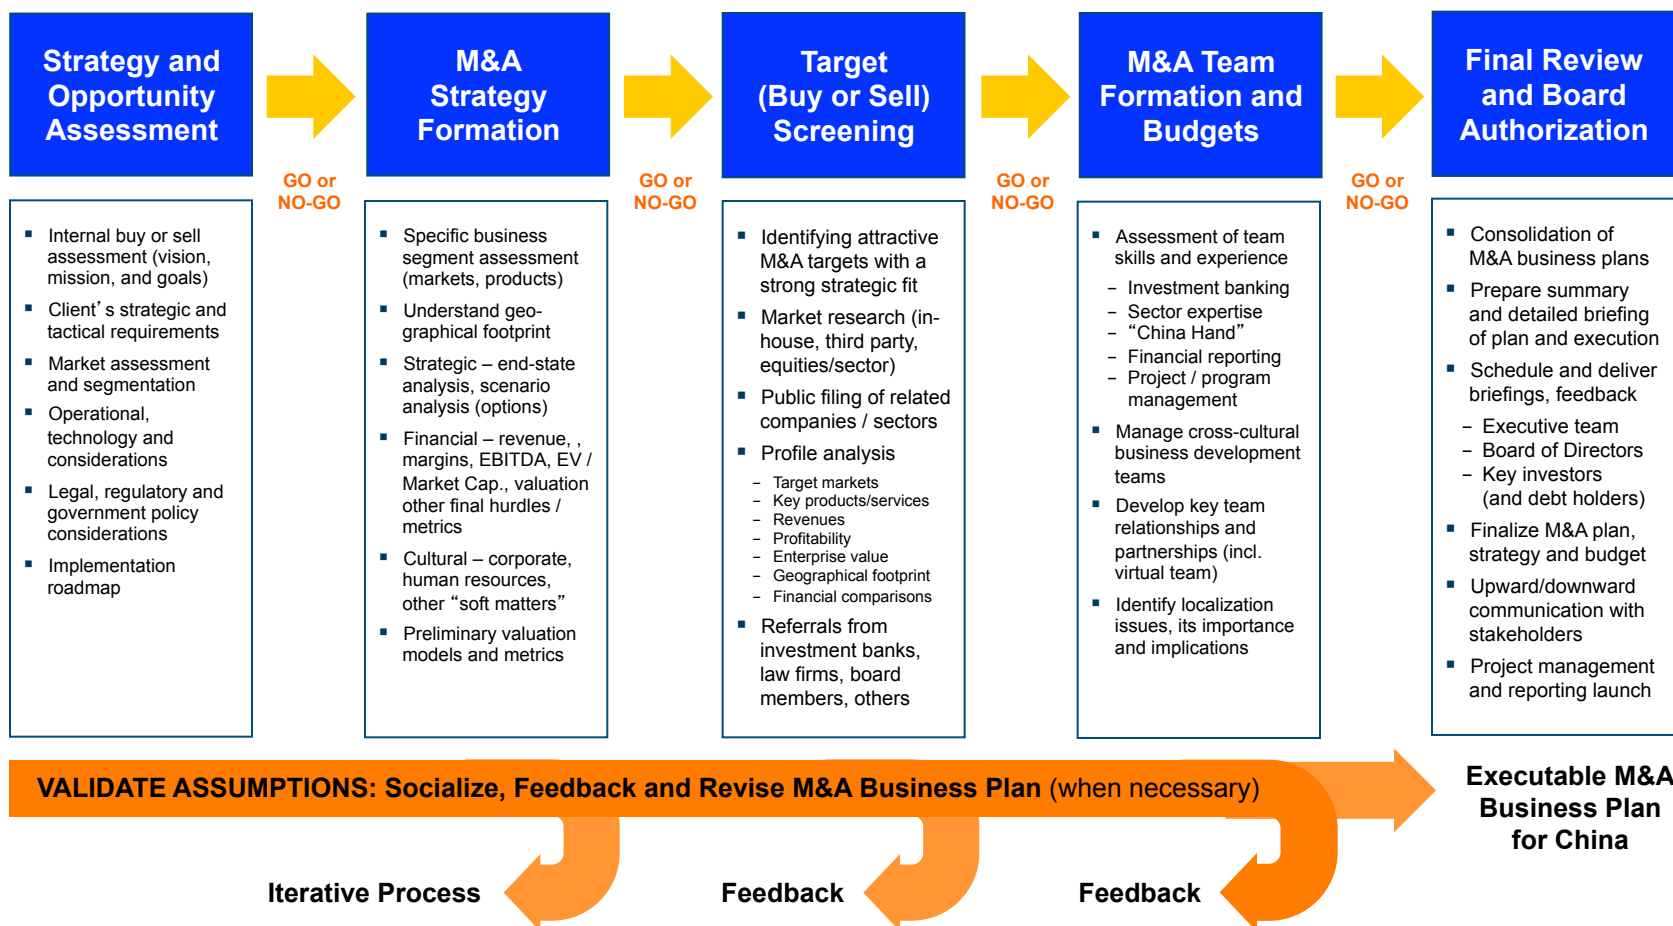 Strategy and
Opportunity
Assessment
GO or
NO-GO
M&A
Strategy
Formation
GO or
NO-GO
Target
(Buy or Sell)
Screening
GO or
NO-GO
M&A Team
Formation and
Budgets
GO or
NO-GO
Final Review
and Board
Authorization
▪ Internal buy or sell
assessment (vision,
mission, and goals)
▪ Client’s strategic and
tactical requirements
▪ Market assessment
and segmentation
▪ Operational,
technology and
considerations
▪ Legal, regulatory and
government policy
considerations
▪ Implementation
roadmap
▪ Specific business
segment assessment
(markets, products)
▪ Understand geo-
graphical footprint
▪ Strategic – end-state
analysis, scenario
analysis (options)
▪ Financial – revenue, ,
margins, EBITDA, EV /
Market Cap., valuation
other final hurdles /
metrics
▪ Cultural – corporate,
human resources,
other “soft matters”
▪ Preliminary valuation
models and metrics
▪ Identifying attractive
M&A targets with a
strong strategic fit
▪ Market research (in-
house, third party,
equities/sector)
▪ Public filing of related
companies / sectors
▪ Profile analysis
– Target markets
– Key products/services
– Revenues
– Profitability
– Enterprise value
– Geographical footprint
– Financial comparisons
▪ Referrals from
investment banks,
law firms, board
members, others
▪ Assessment of team
skills and experience
– Investment banking
– Sector expertise
– “China Hand”
– Financial reporting
– Project / program
management
▪ Manage cross-cultural
business development
teams
▪ Develop key team
relationships and
partnerships (incl.
virtual team)
▪ Identify localization
issues, its importance
and implications
▪ Consolidation of
M&A business plans
▪ Prepare summary
and detailed briefing
of plan and execution
▪ Schedule and deliver
briefings, feedback
– Executive team
– Board of Directors
– Key investors
(and debt holders)
▪ Finalize M&A plan,
strategy and budget
▪ Upward/downward
communication with
stakeholders
▪ Project management
and reporting launch
VALIDATE ASSUMPTIONS: Socialize, Feedback and Revise M&A Business Plan (when necessary)
Executable M&A
Business Plan
for China
Iterative Process
Feedback
Feedback